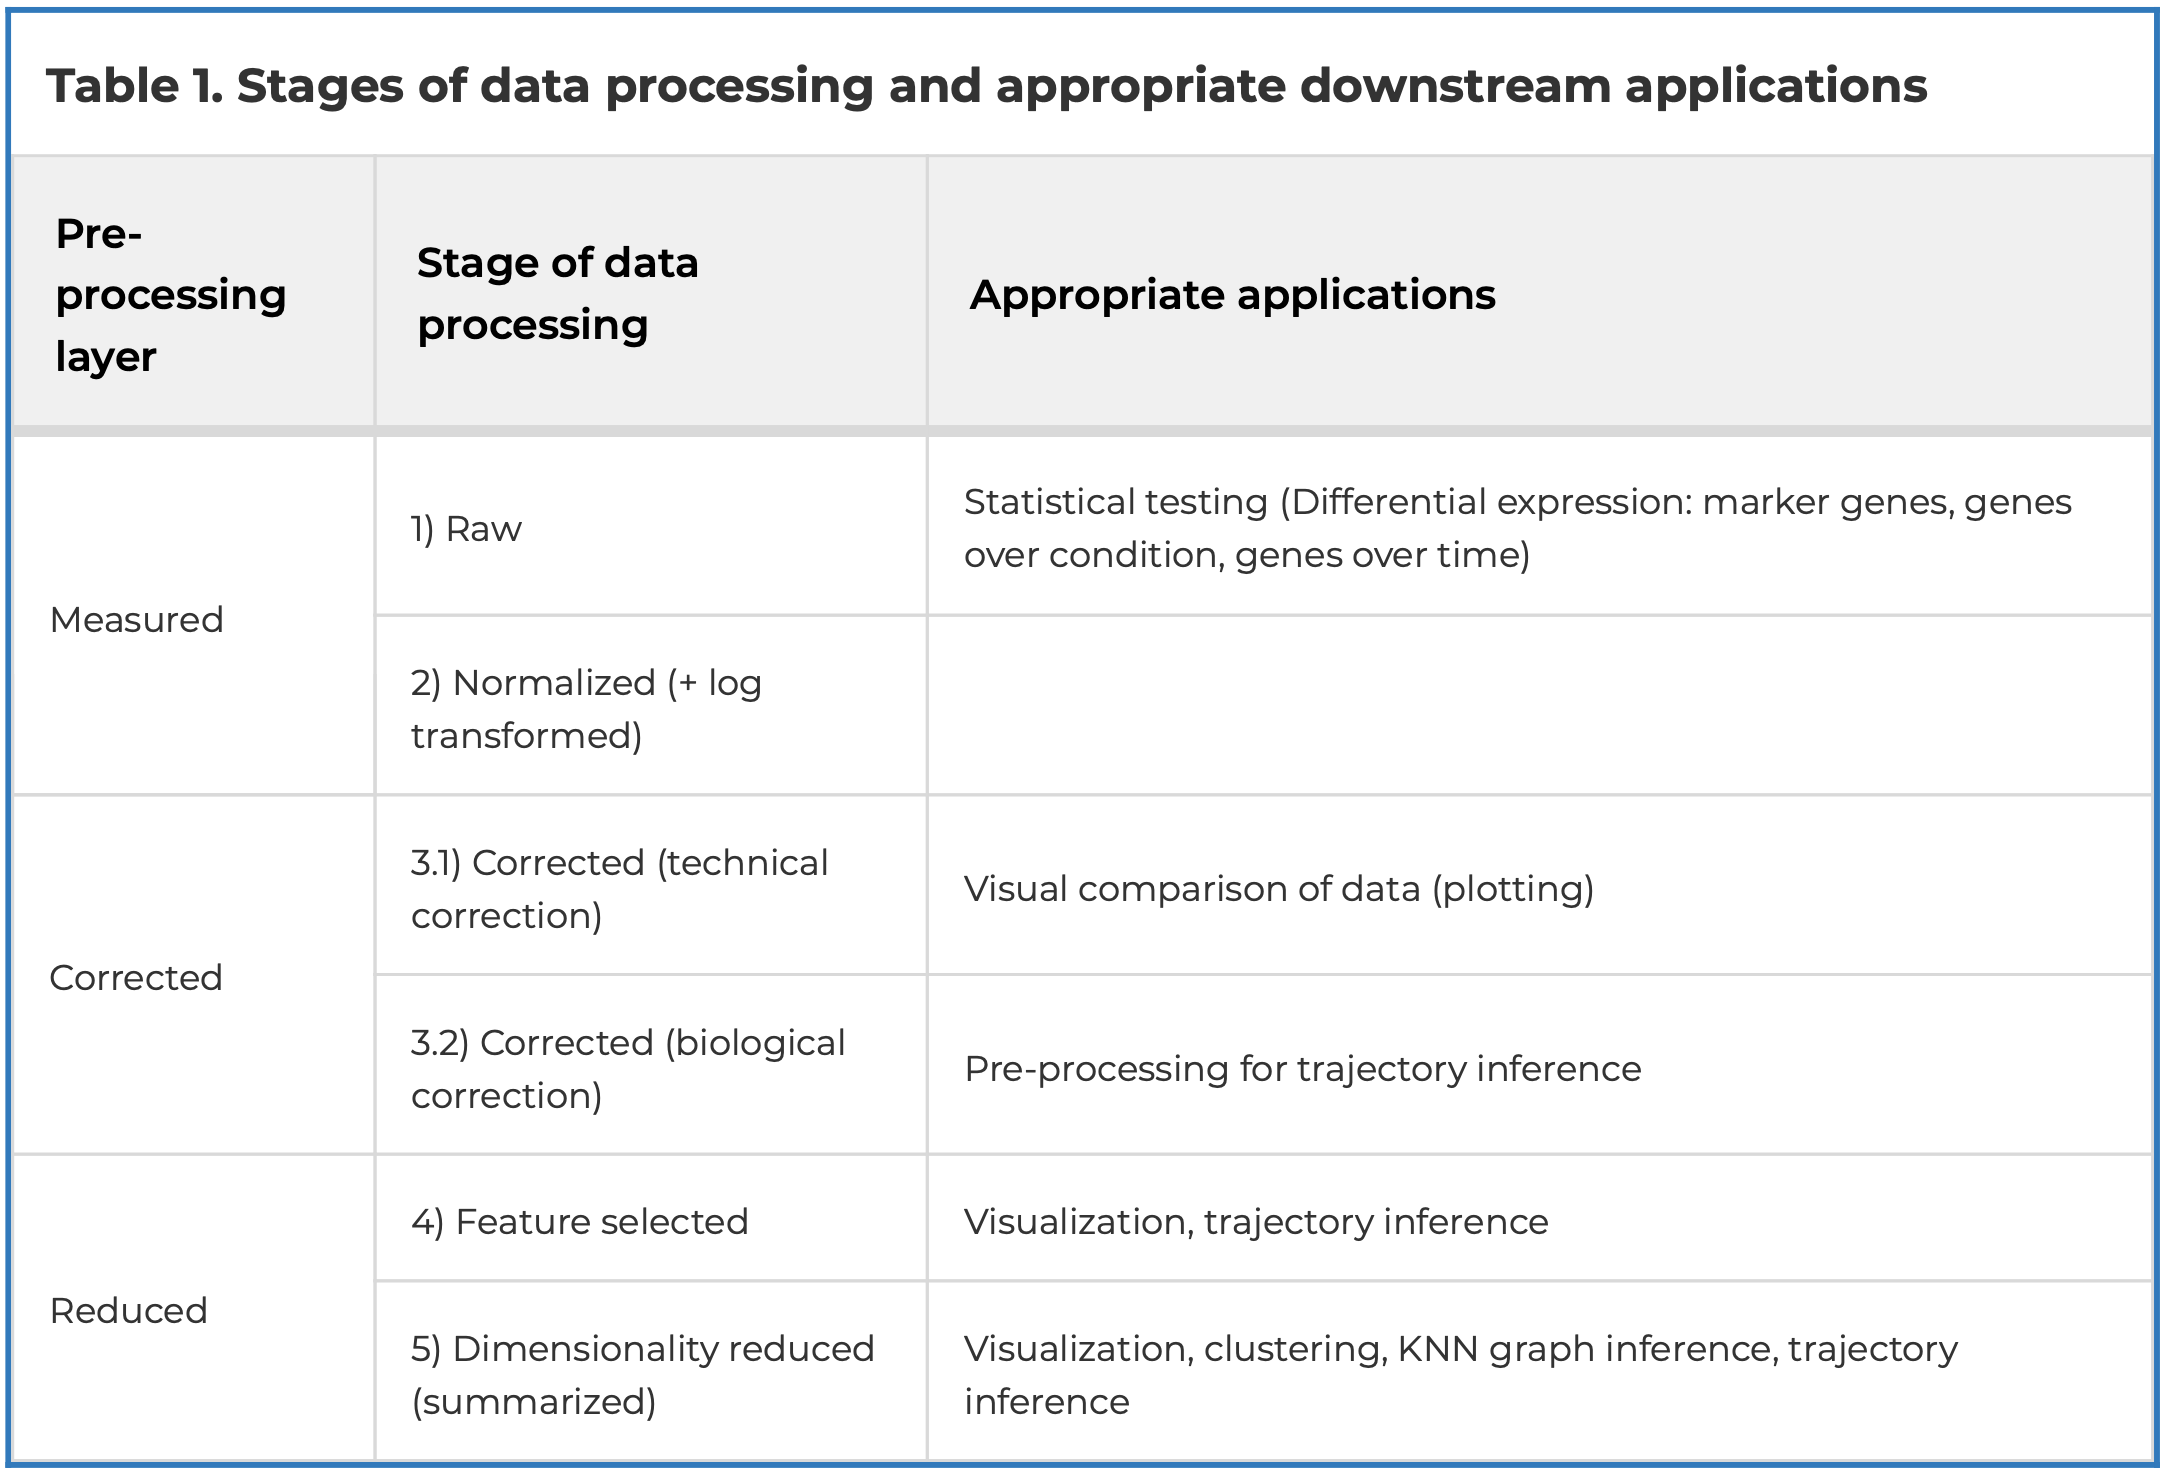 Table 1. Stages of data processing and appropriate downstream applications
Pre-
processing
layer
Stage of data
processing
Appropriate applications
Measured
1) Raw
Statistical testing (Differential expression: marker genes, genes
over condition, genes over time)
2) Normalized (+ log
transformed)
Corrected
3.1) Corrected (technical
correction)
Visual comparison of data (plotting)
3.2) Corrected (biological
correction)
Pre-processing for trajectory inference
Reduced
4) Feature selected
Visualization, trajectory inference
5) Dimensionality reduced
(summarized)
Visualization, clustering, KNN graph inference, trajectory
inference